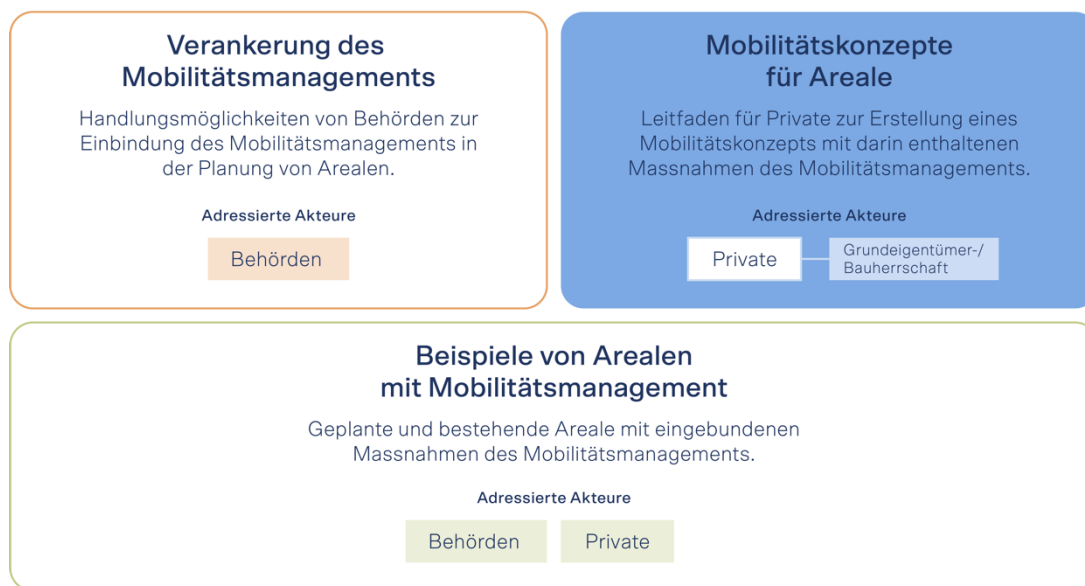 Verankerung des
Mobilitätsmanagements
Handlungsmöglichkeiten von Behörden zur
Einbindung des Mobilitätsmanagements in
der Planung von Arealen.
Adressierte Akteure
Behörden
Mobilitätskonzepte
für Areale
Leitfaden für Private zur Erstellung eines
Mobilitätskonzepts mit darin enthaltenen
Massnahmen des Mobilitätsmanagements.
Adressierte Akteure
Private
Grundeigentümer-/
Bauherrschaft
Beispiele von Arealen
mit Mobilitätsmanagement
Geplante und bestehende Areale mit eingebundenen
Massnahmen des Mobilitätsmanagements.
Adressierte Akteure
Behörden
Private